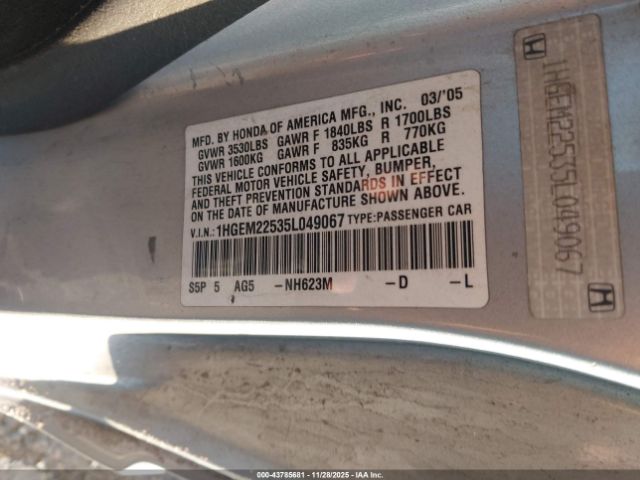 MFD. BY HONDA OF AMERICA MFG., INC. 03/'05
GVWR 3530LBS GAWR F 1840LBS R 1700LBS
GVWR 1600KG GAWR F 835KG R 770KG
THIS VEHICLE CONFORMS TO ALL APPLICABLE
FEDERAL MOTOR VEHICLE SAFETY, BUMPER,
AND THEFT PREVENTION STANDARDS IN EFFECT
ON THE DATE OF MANUFACTURE SHOWN ABOVE.
V.I.N.: 1HGEM22535L049067 TYPE: PASSENGER CAR
S5P 5 AG5 -NH623M -D -L
1HGEM22535L049067
STOCK: 43785681 | 11/28/2025 | IAA Inc.